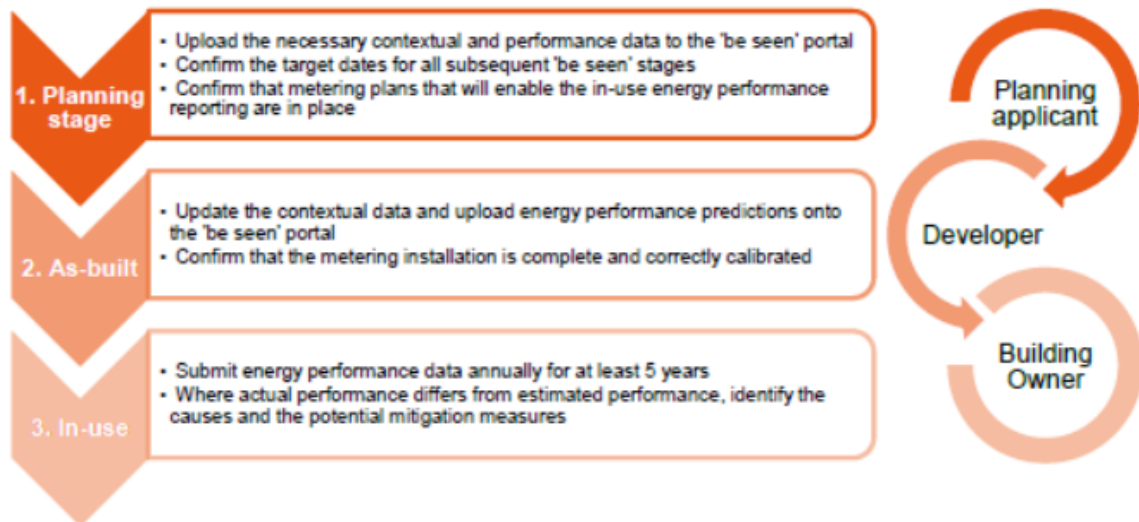 1. Planning
stage
• Upload the necessary contextual and performance data to the 'be seen' portal
• Confirm the target dates for all subsequent 'be seen' stages
• Confirm that metering plans that will enable the in-use energy performance
reporting are in place
Planning
applicant
2. As-built
• Update the contextual data and upload energy performance predictions onto
the 'be seen' portal
• Confirm that the metering installation is complete and correctly calibrated
Developer
3. In-use
• Submit energy performance data annually for at least 5 years
• Where actual performance differs from estimated performance, identify the
causes and the potential mitigation measures
Building
Owner